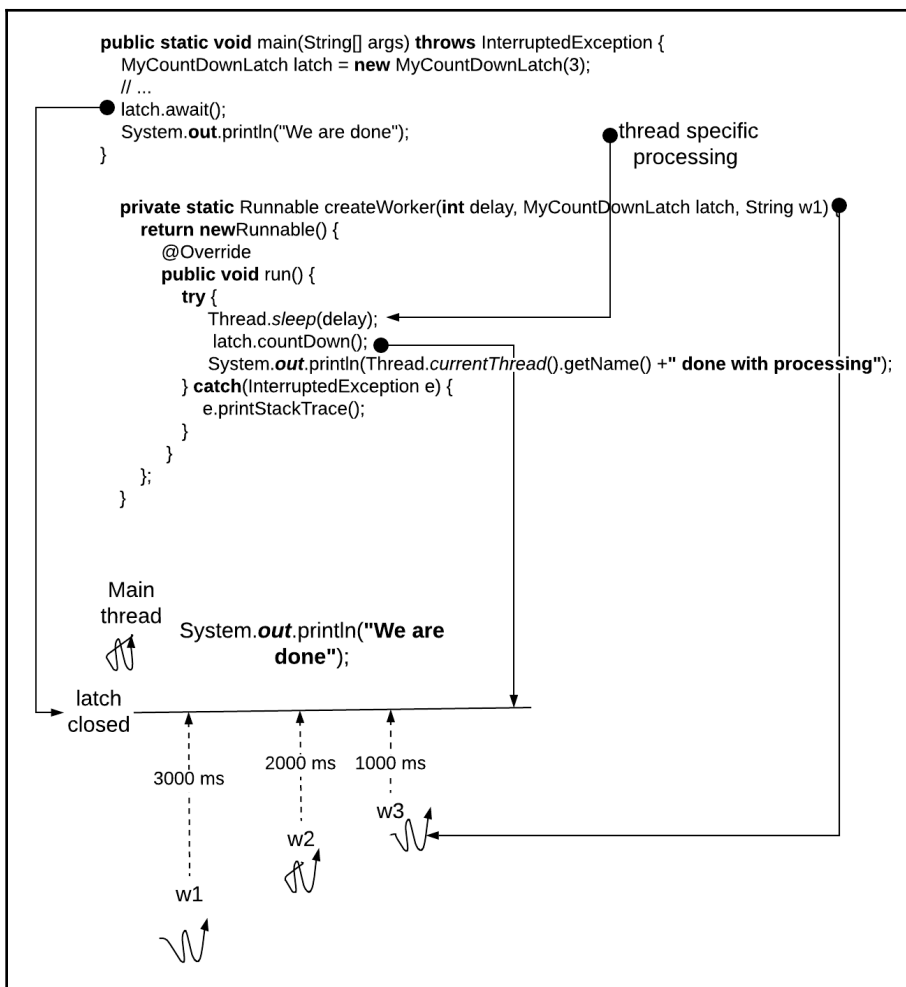 public static void main(String[] args) throws InterruptedException {
MyCountDownLatch latch = new MyCountDownLatch(3);
// ...
latch.await();
System.out.println("We are done");
}
thread specific
processing
private static Runnable createWorker(int delay, MyCountDownLatch latch, String w1) {
return newRunnable() {
@Override
public void run() {
try {
Thread.sleep(delay);
latch.countDown();
System.out.println(Thread.currentThread().getName() +" done with processing");
} catch(InterruptedException e) {
e.printStackTrace();
}
}
};
}
Main
thread
System.out.println("We are
done");
latch
closed
3000 ms
2000 ms
1000 ms
w3
w2
w1